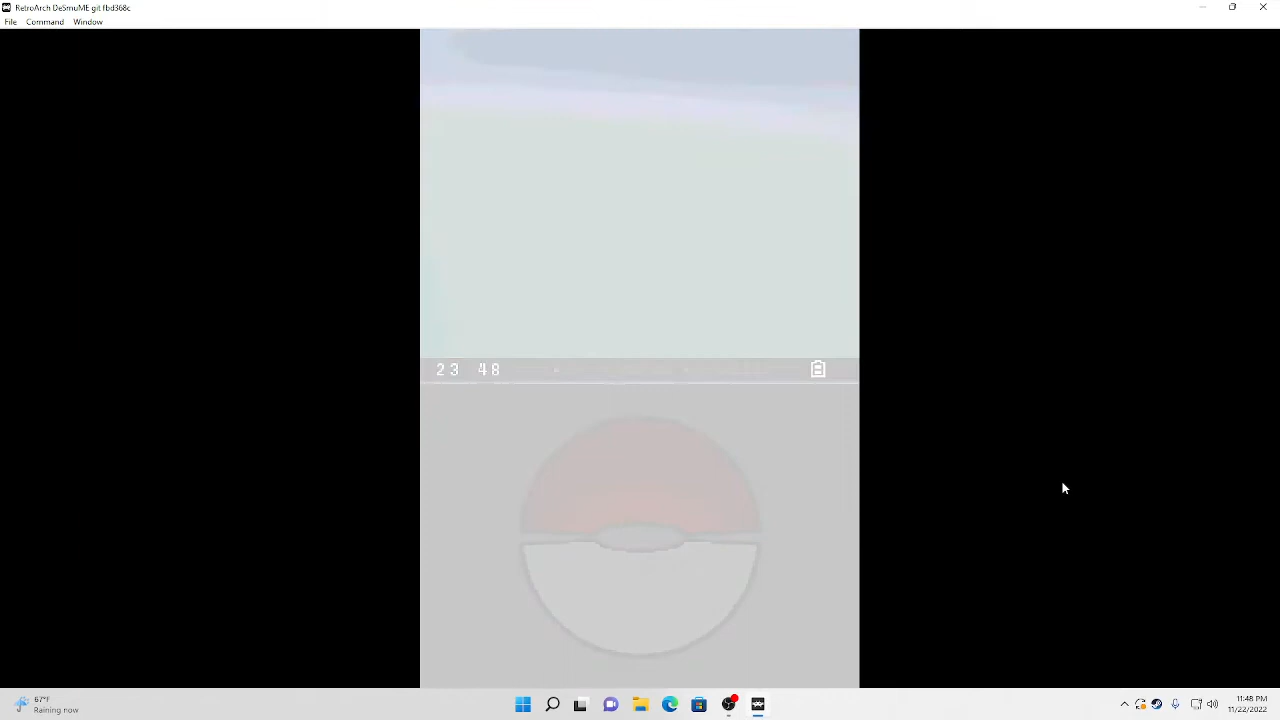 RetroArch DeSmuME git fbd368c
File Command Window
23 48
67°F
Raining now
11:48 PM
11/22/2022